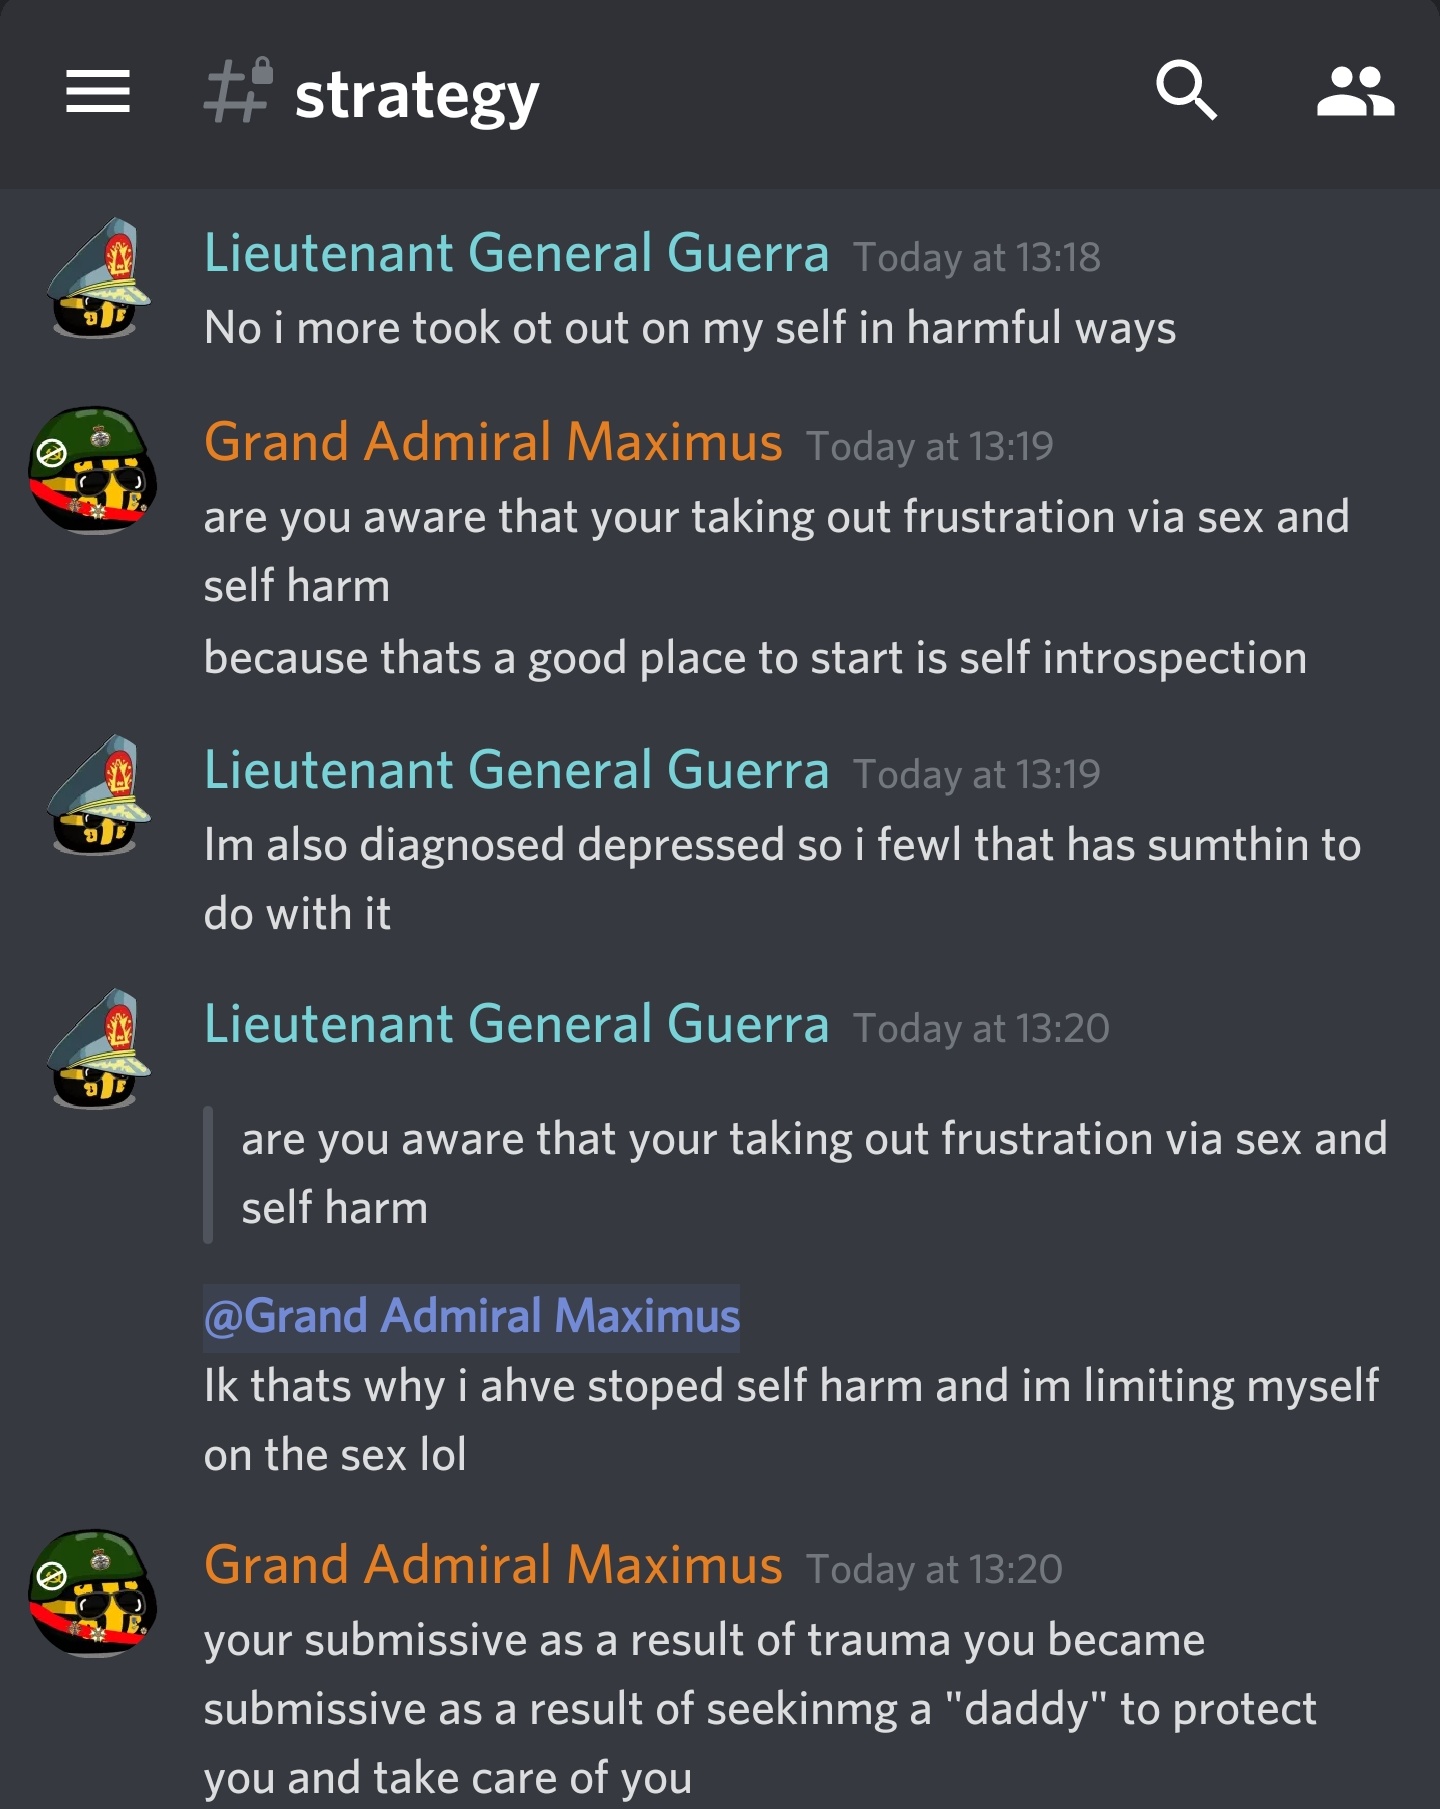 strategy
Lieutenant General Guerra Today at 13:18
No i more took ot out on my self in harmful ways
Grand Admiral Maximus Today at 13:19
are you aware that your taking out frustration via sex and
self harm
because thats a good place to start is self introspection
Lieutenant General Guerra Today at 13:19
Im also diagnosed depressed so i fewl that has sumthin to
do with it
Lieutenant General Guerra Today at 13:20
are you aware that your taking out frustration via sex and
self harm
@Grand Admiral Maximus
Ik thats why i ahve stoped self harm and im limiting myself
on the sex lol
Grand Admiral Maximus Today at 13:20
your submissive as a result of trauma you became
submissive as a result of seekinmg a "daddy" to protect
you and take care of you